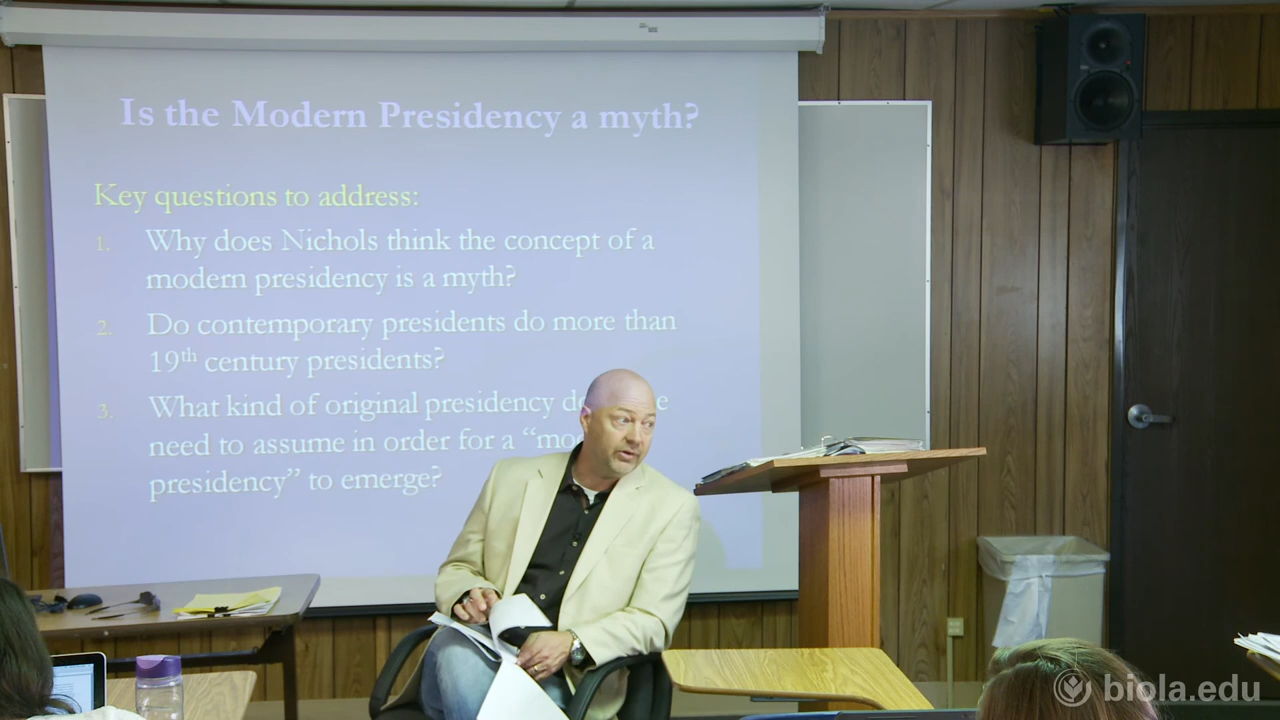 Is the Modern Presidency a myth?
Key questions to address:
1. Why does Nichols think the concept of a
modern presidency is a myth?
2. Do contemporary presidents do more than
19th century presidents?
3. What kind of original presidency
need to assume in order for a
presidency” to emerge?
biola.edu